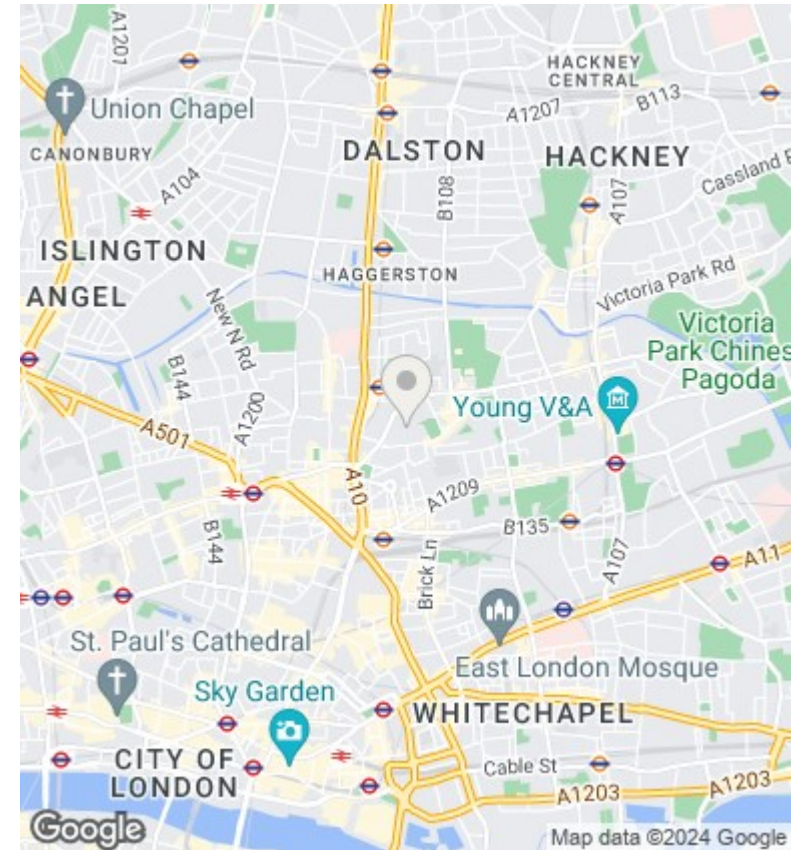 A1201
HACKNEY
CENTRAL
B113
A1207
Union Chapel
CANONBURY
A104
DALSTON
HACKNEY
B108
A107
Cassland
ISLINGTON
HAGGERSTON
ANGEL
New N Rd
Victoria Park Rd
Victoria
Park Chines
Pagoda
B144
A1200
Young V&A
A501
A10
A1209
B144
B135
A107
Brick Ln
A11
St. Paul's Cathedral
East London Mosque
Sky Garden
WHITECHAPEL
CITY OF
LONDON
Cable St
A1203
A1203
Google
Map data ©2024 Google